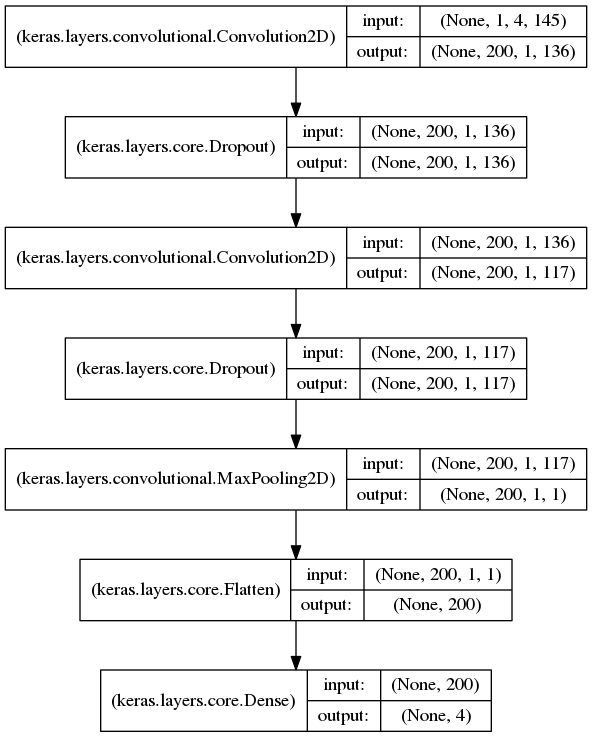 (keras.layers.convolutional.Convolution2D)
input: (None, 1, 4, 145)
output: (None, 200, 1, 136)
(keras.layers.core.Dropout)
input: (None, 200, 1, 136)
output: (None, 200, 1, 136)
(keras.layers.convolutional.Convolution2D)
input: (None, 200, 1, 136)
output: (None, 200, 1, 117)
(keras.layers.core.Dropout)
input: (None, 200, 1, 117)
output: (None, 200, 1, 117)
(keras.layers.convolutional.MaxPooling2D)
input: (None, 200, 1, 117)
output: (None, 200, 1, 1)
(keras.layers.core.Flatten)
input: (None, 200, 1, 1)
output: (None, 200)
(keras.layers.core.Dense)
input: (None, 200)
output: (None, 4)